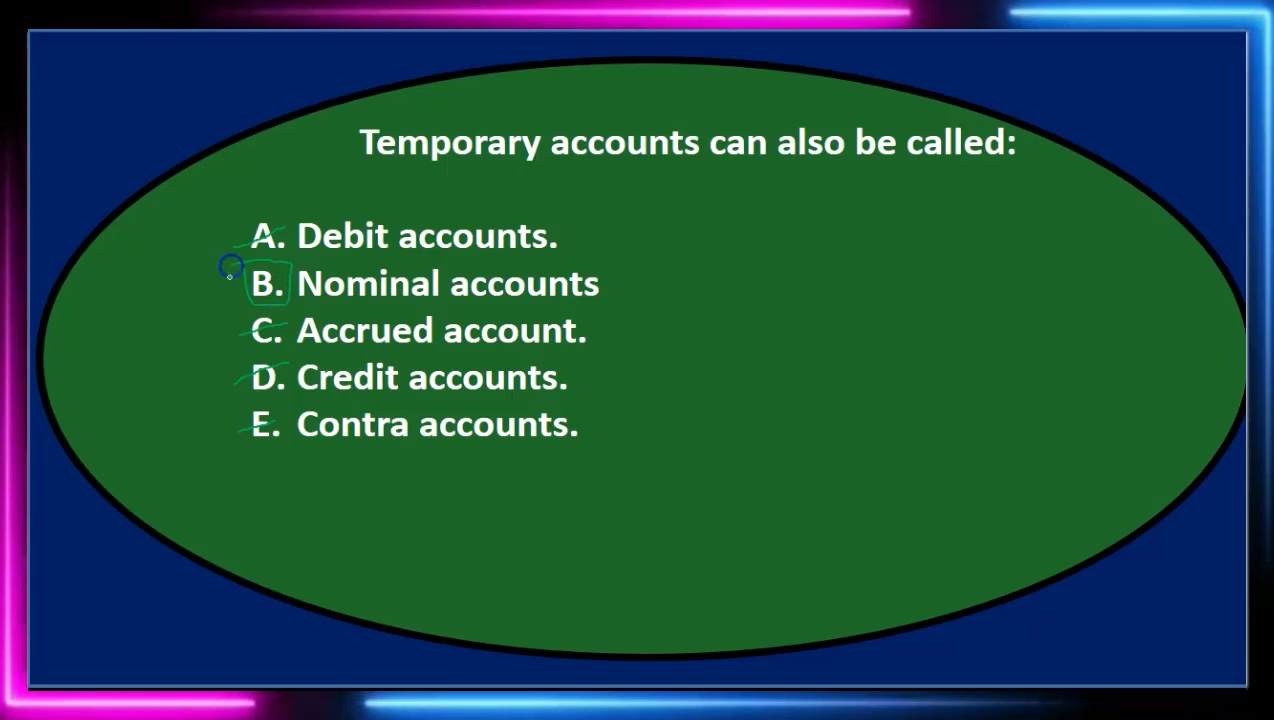 Temporary accounts can also be called:
A. Debit accounts.
B. Nominal accounts
C. Accrued account.
D. Credit accounts.
E. Contra accounts.